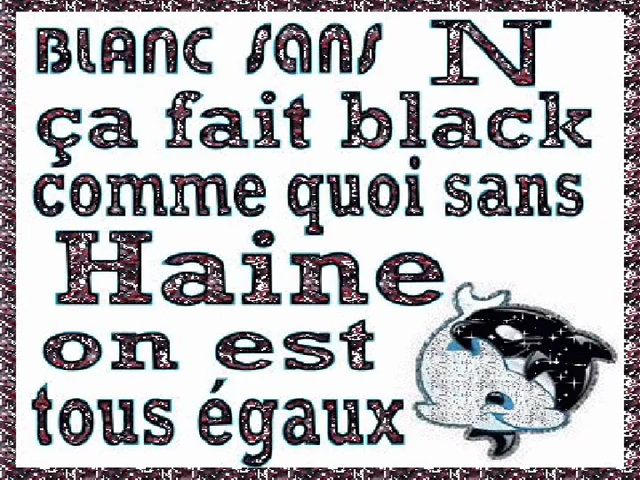 BLANC SANS N
ça fait black
comme quoi sans
Haine
on est
tous égaux